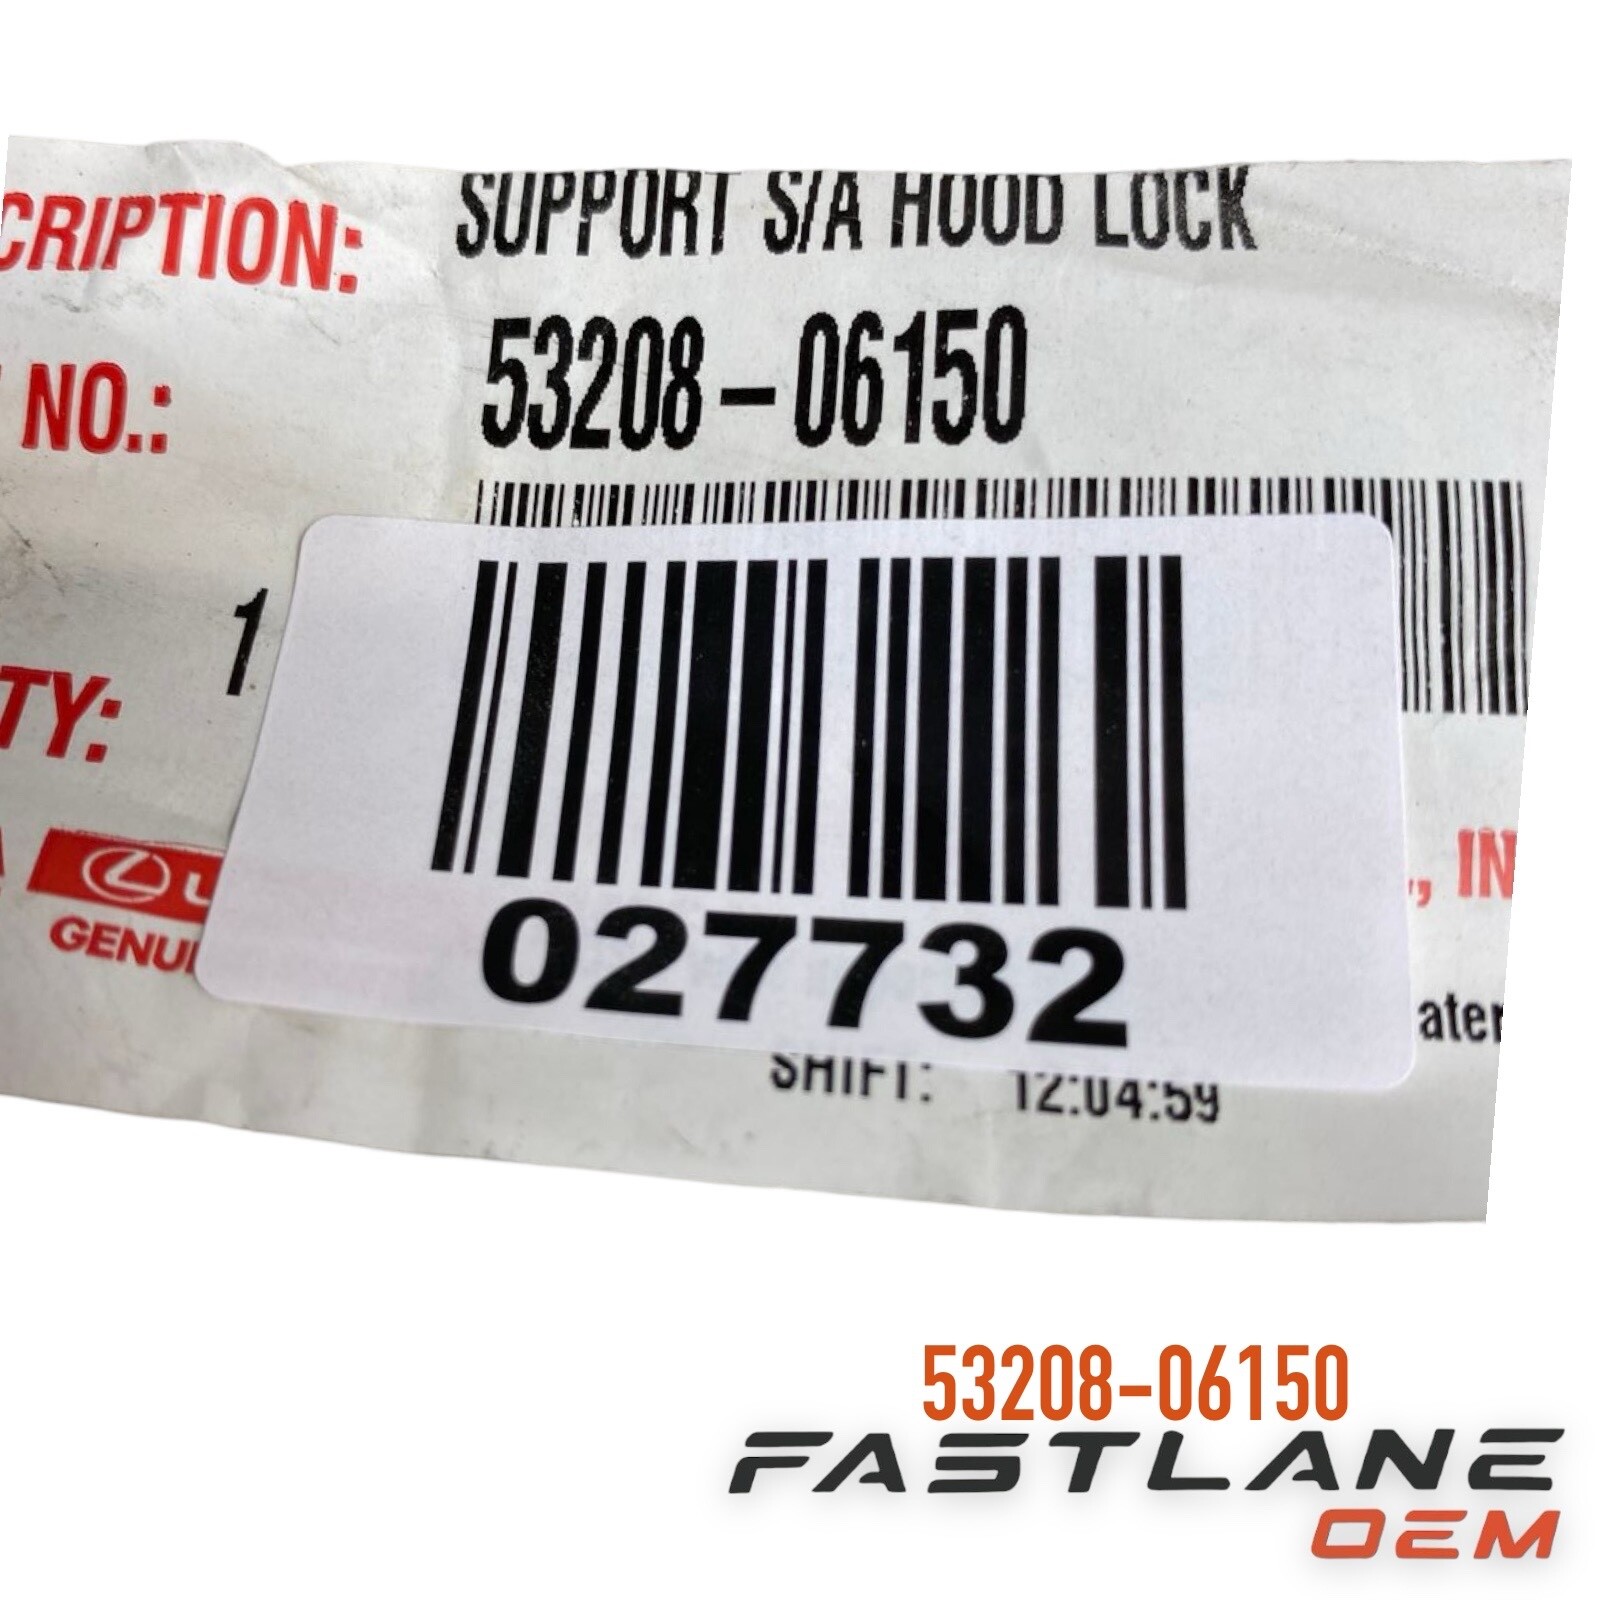 CRIPTION: SUPPORT S/A HOOD LOCK
NO.: 53208-06150
TY: 1
GENUI
027732
, IN
ater
SHIFT: 12:04:59
53208-06150
FASTLANE
OEM